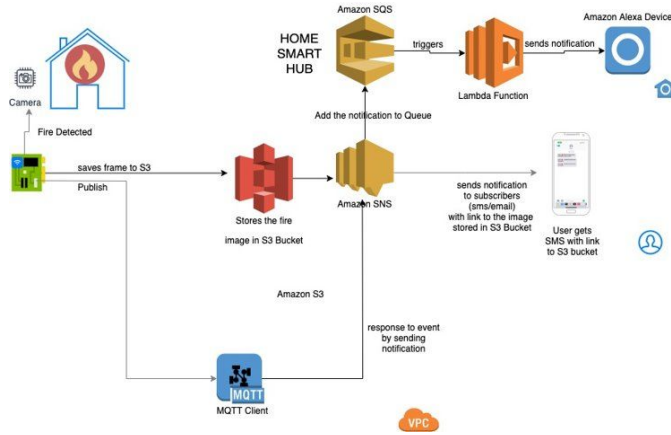 Amazon SQS
Amazon Alexa Device
HOME
SMART
HUB
triggers
sends notification
Lambda Function
Camera
Fire Detected
Add the notification to Queue
saves frame to S3
Publish
Stores the fire
image in S3 Bucket
Amazon SNS
sends notification
to subscribers
(sms/email)
with link to the image
stored in S3 Bucket
User gets
SMS with link
to S3 bucket
Amazon S3
response to event
by sending
notification
MQTT
MQTT Client
VPC